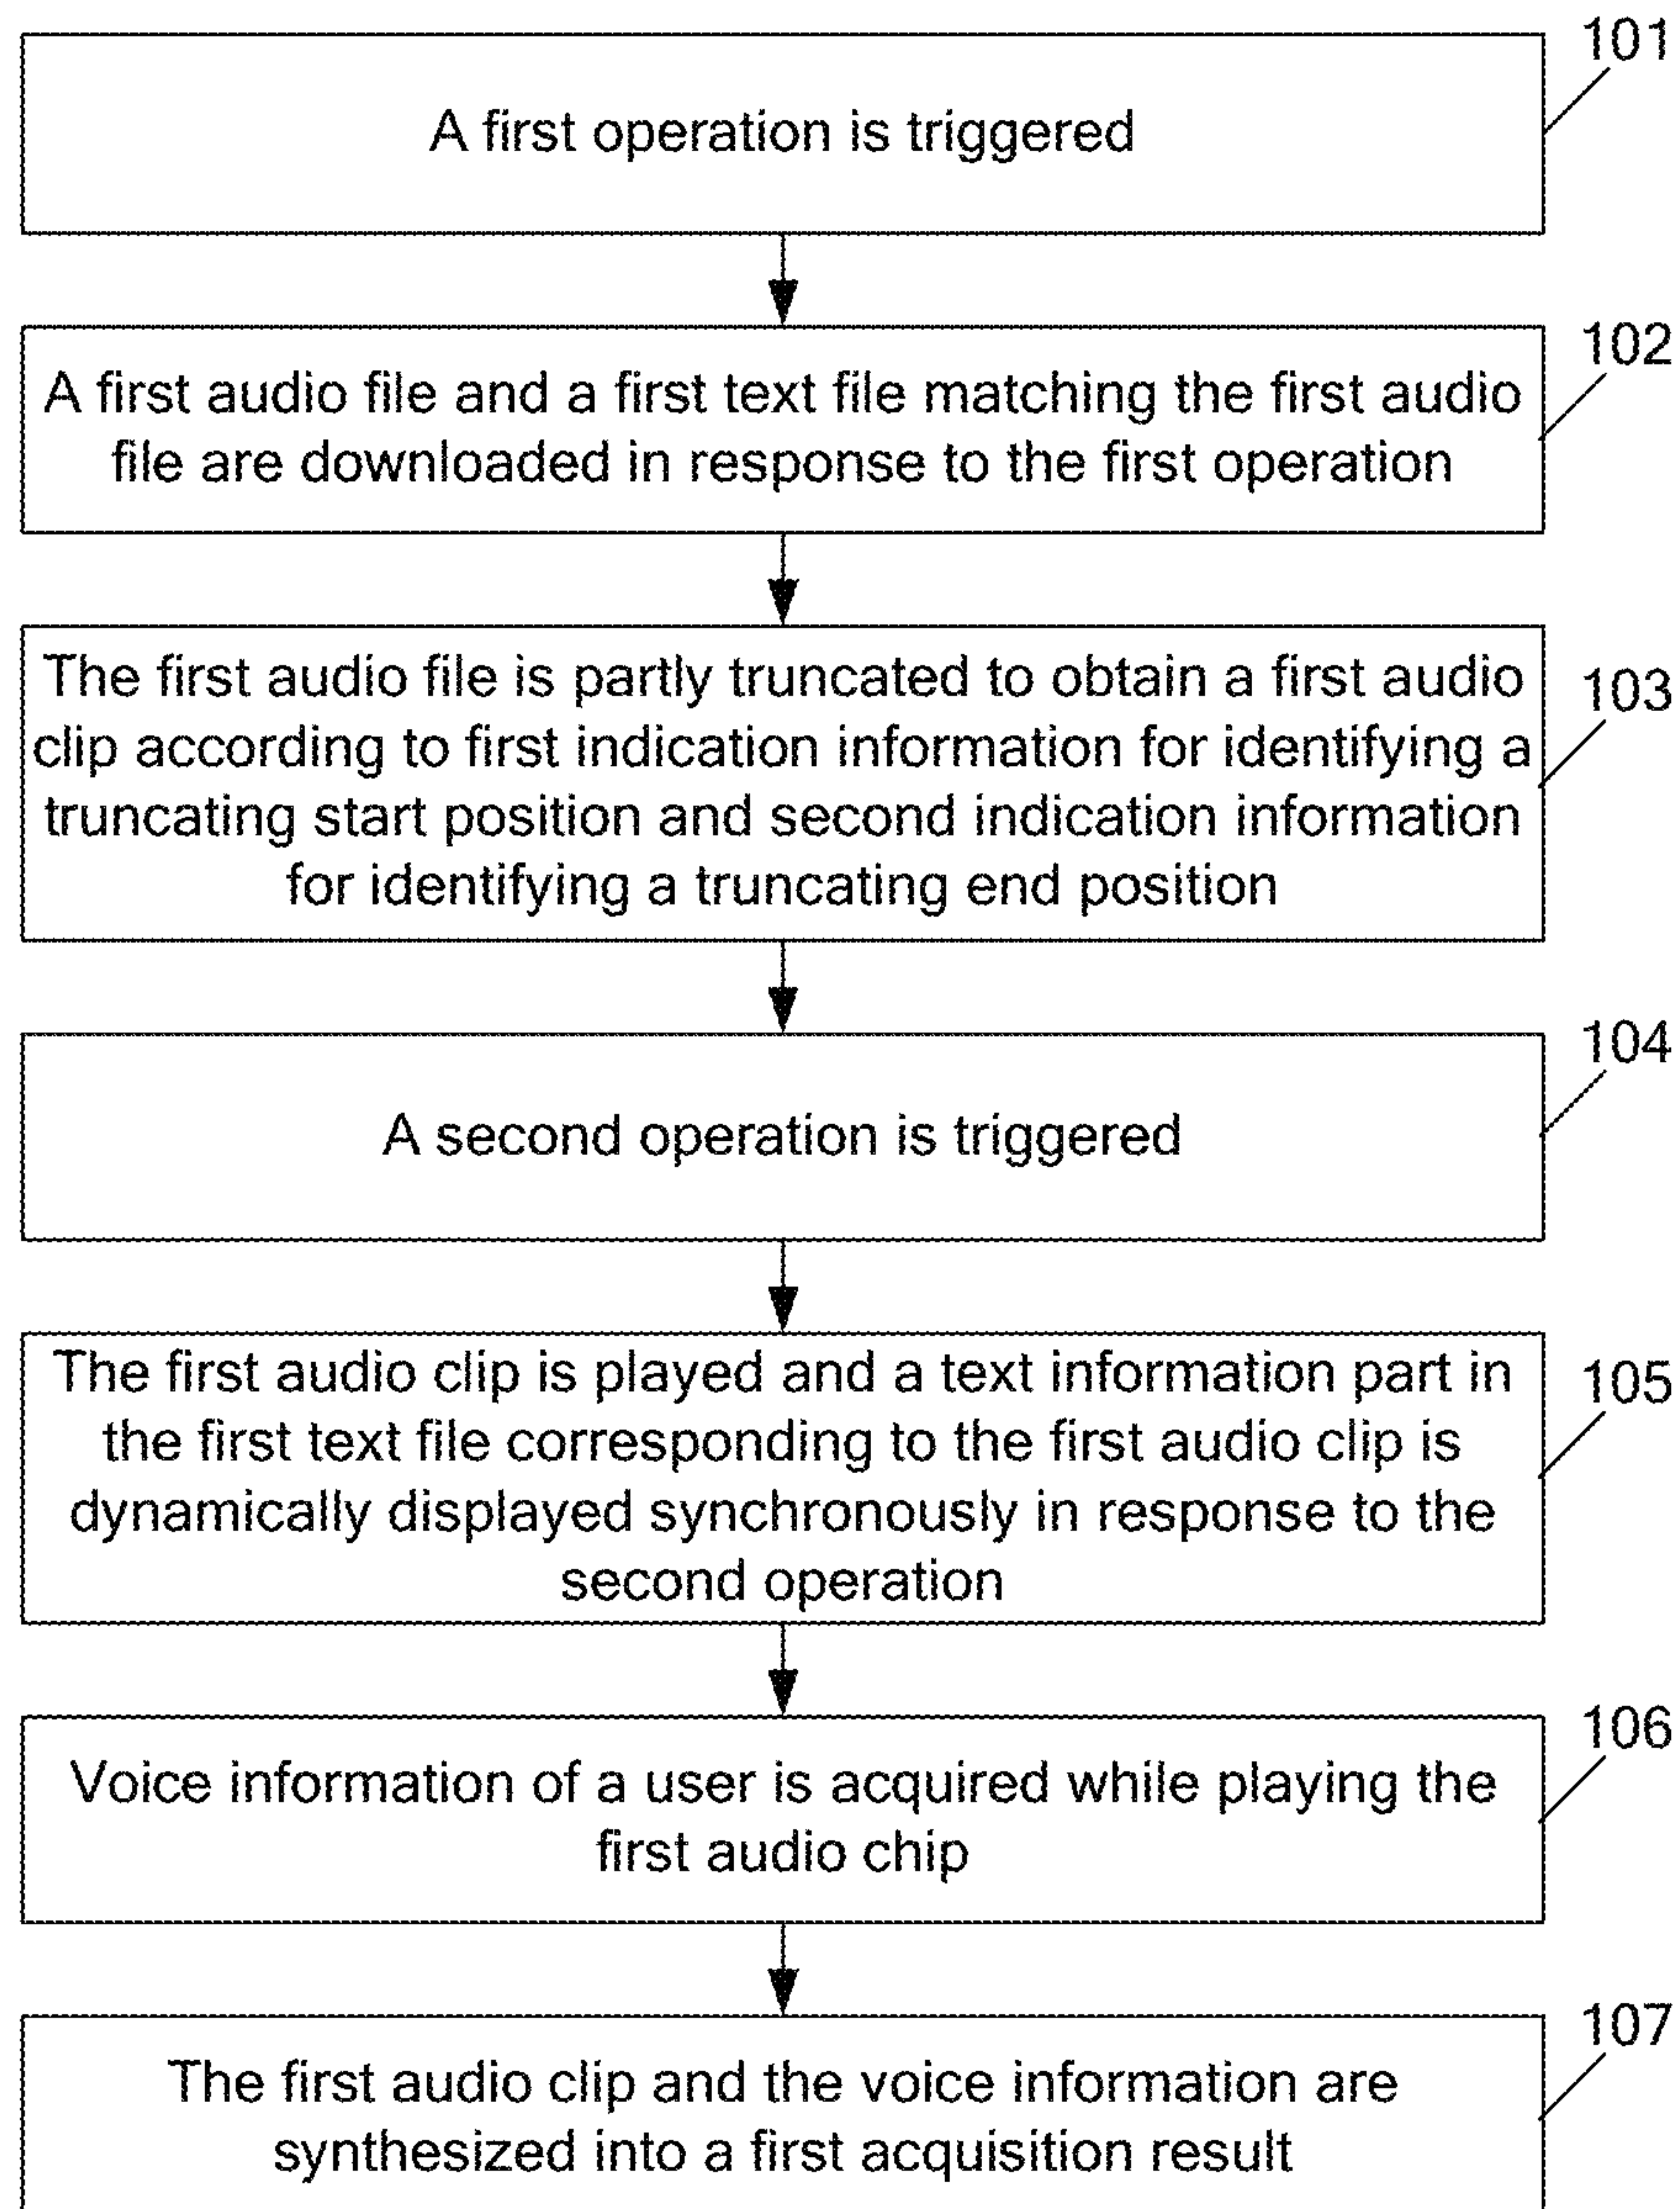 101
A first operation is triggered
102
A first audio file and a first text file matching the first audio
file are downloaded in response to the first operation
103
The first audio file is partly truncated to obtain a first audio
clip according to first indication information for identifying a
truncating start position and second indication information
for identifying a truncating end position
104
A second operation is triggered
105
The first audio clip is played and a text information part in
the first text file corresponding to the first audio clip is
dynamically displayed synchronously in response to the
second operation
106
Voice information of a user is acquired while playing the
first audio chip
107
The first audio clip and the voice information are
synthesized into a first acquisition result